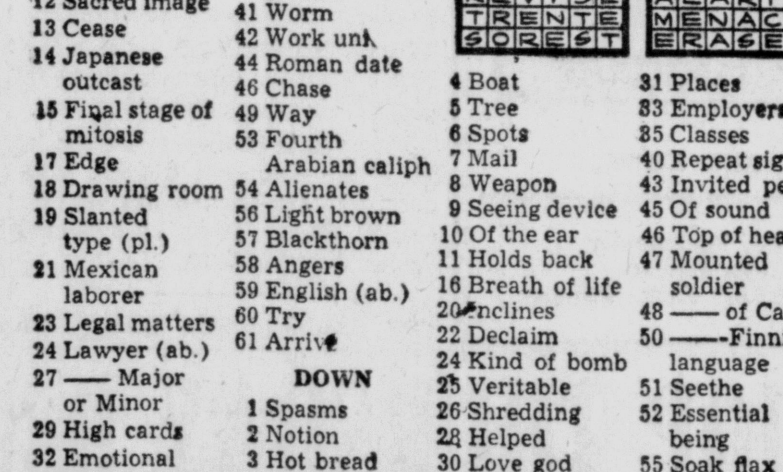 12 Sacred image
13 Cease
14 Japanese
outcast
15 Final stage of
mitosis
17 Edge
18 Drawing room
19 Slanted
type (pl.)
21 Mexican
laborer
23 Legal matters
24 Lawyer (ab.)
27 —— Major
or Minor
29 High cards
32 Emotional
41 Worm
42 Work unit
44 Roman date
46 Chase
49 Way
53 Fourth
Arabian caliph
54 Alienates
56 Light brown
57 Blackthorn
58 Angers
59 English (ab.)
60 Try
61 Arrive
DOWN
1 Spasms
2 Notion
3 Hot bread
TRENTE
SOREST
4 Boat
5 Tree
6 Spots
7 Mail
8 Weapon
9 Seeing device
10 Of the ear
11 Holds back
16 Breath of life
20 Inclines
22 Declaim
24 Kind of bomb
25 Veritable
26 Shredding
28 Helped
30 Love god
MENAC
ERASE
31 Places
33 Employers
35 Classes
40 Repeat sig
43 Invited pe
45 Of sound
46 Top of hea
47 Mounted
soldier
48 —— of Ca
50 ——-Finn
language
51 Seethe
52 Essential
being
55 Soak flax